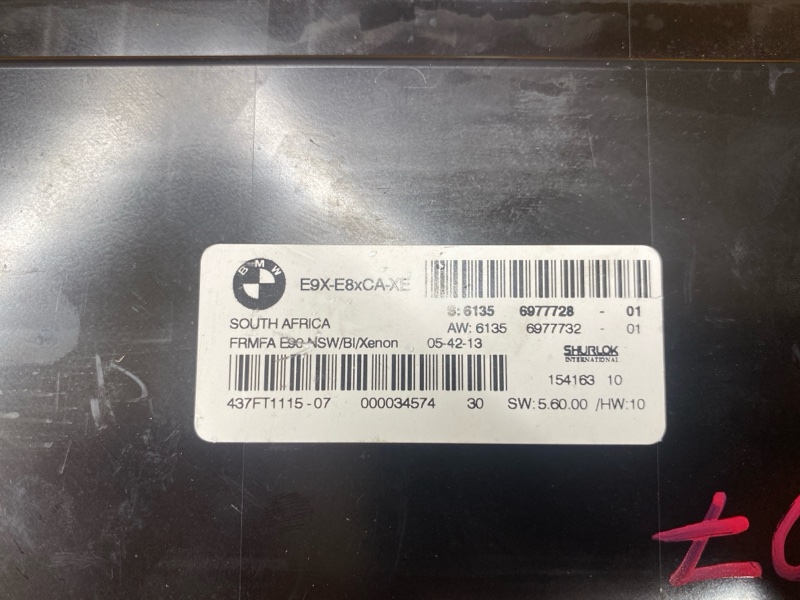 BMW
E9X-E8xCA-XE
S: 6135 6977728 - 01
SOUTH AFRICA
AW: 6135 6977732 - 01
FRMFA E90 NSW/BI/Xenon 05-42-13
SHURLOK
INTERNATIONAL
154163 10
437FT1115-07 000034574 30 SW: 5.60.00 /HW:10